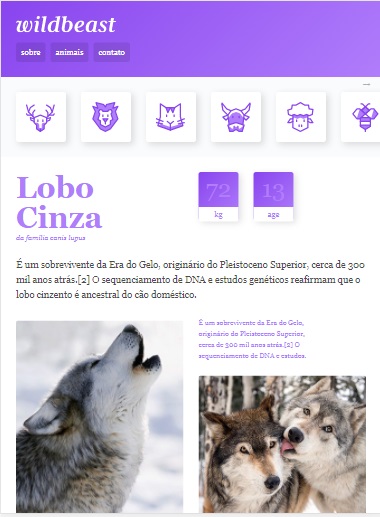 wildbeast
sobre animais contato
Lobo
Cinza
da família canis lupus
72 13
kg age
É um sobrevivente da Era do Gelo, originário do Pleistoceno Superior, cerca de 300
mil anos atrás.[2] O sequenciamento de DNA e estudos genéticos reafirmam que o
lobo cinzento é ancestral do cão doméstico.
É um sobrevivente da Era do Gelo,
originário do Pleistoceno Superior,
cerca de 300 mil anos atrás.[2] O
sequenciamento de DNA e estudos.